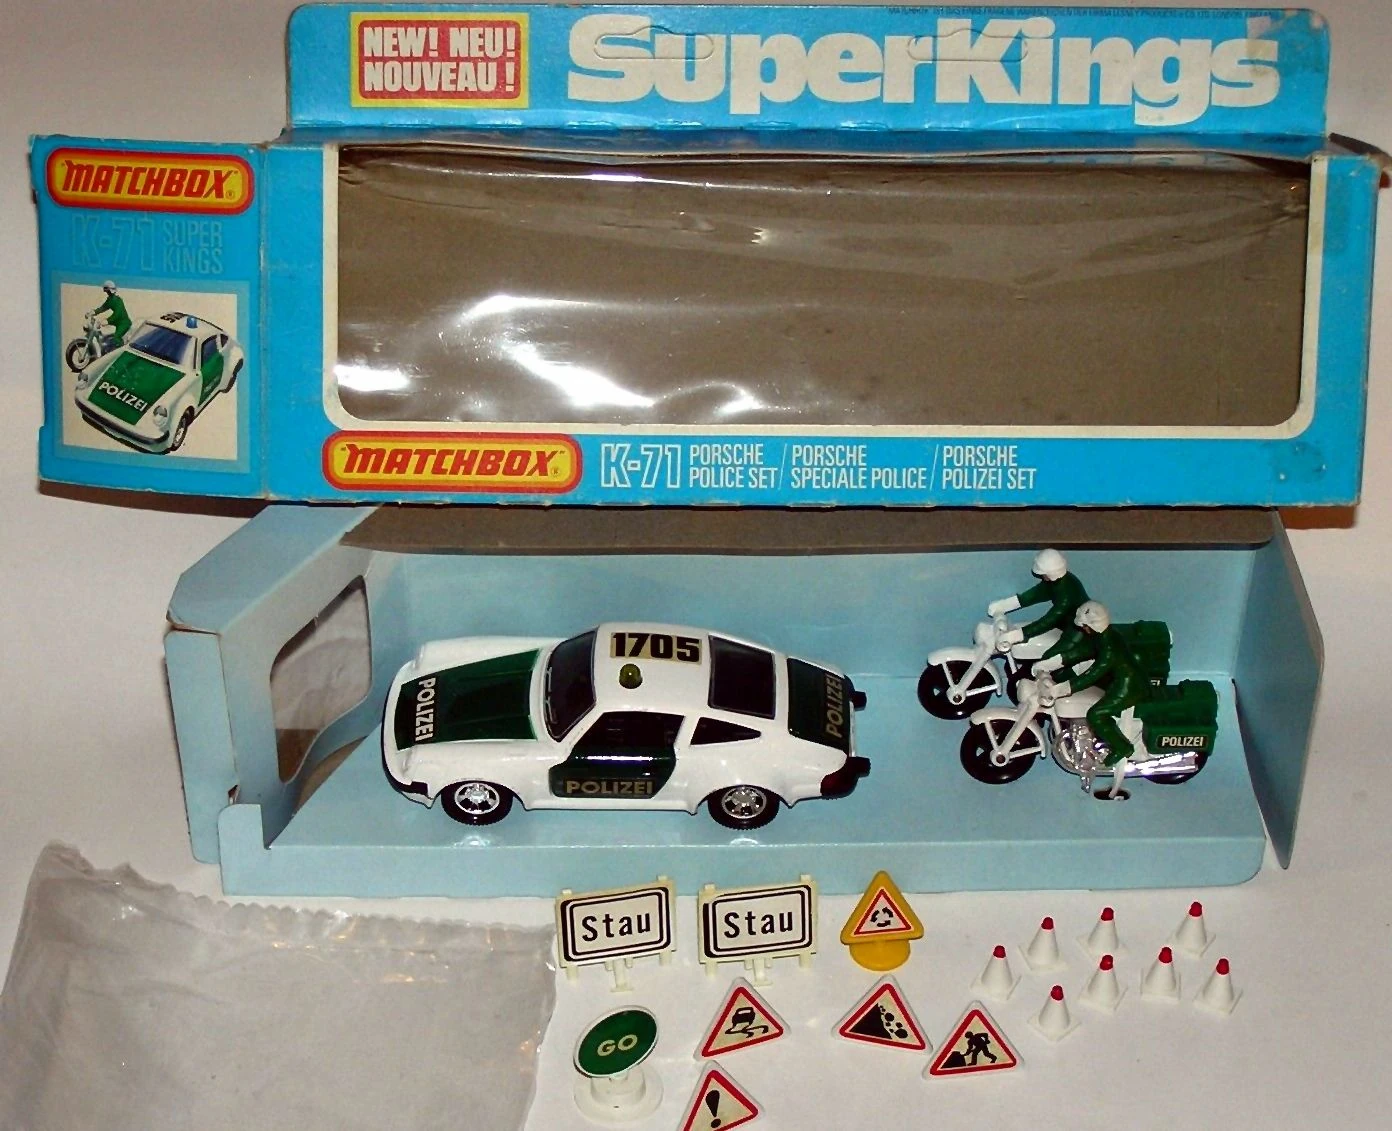 NEW! NEU!
NOUVEAU!
SuperKings
"MATCHBOX"®
K-71 SUPER
KINGS
POLIZEI
"MATCHBOX"®
K-71 PORSCHE
POLICE SET / PORSCHE
SPECIALE POLICE / PORSCHE
POLIZEI SET
1705
POLIZEI
POLIZEI
POLIZEI
POLIZEI
Stau
Stau
GO